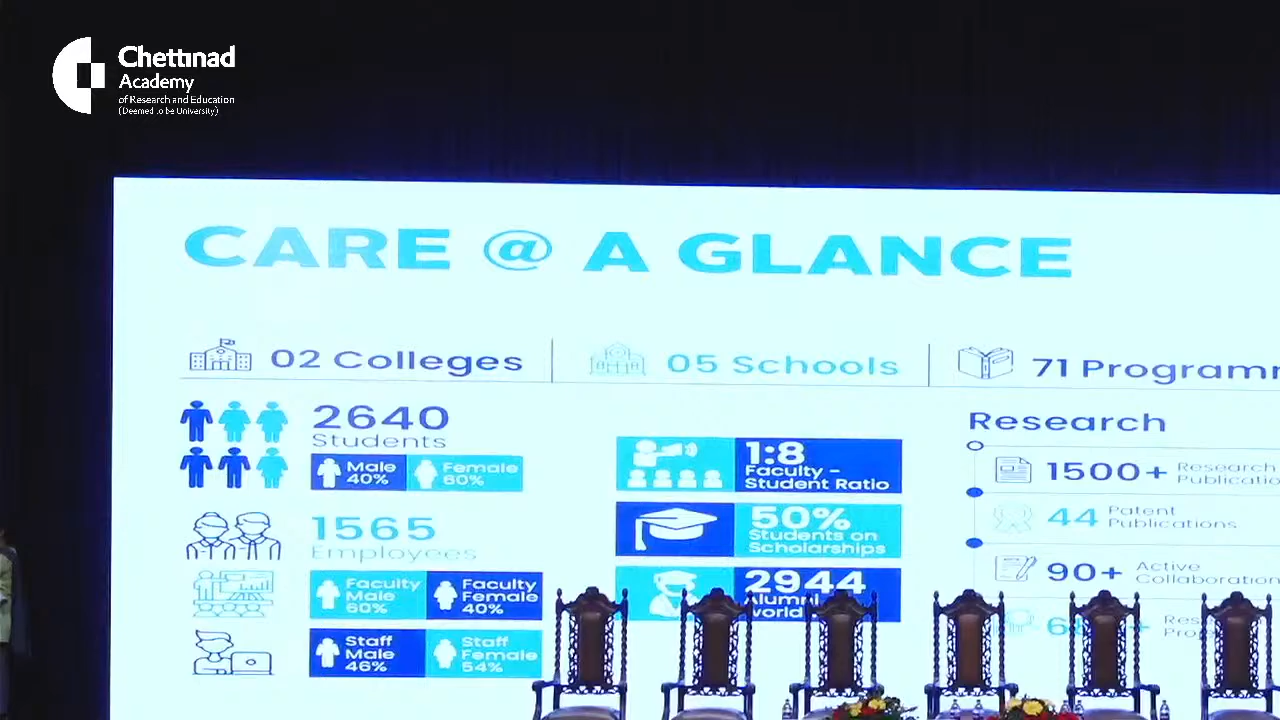 Chettinad
Academy
of Research and Education
(Deemed to be University)
CARE @ A GLANCE
02 Colleges
05 Schools
71
2640
Students
Male
40%
Female
60%
1565
Employees
Faculty
Male
60%
Faculty
Female
40%
Staff
Male
46%
Staff
Female
54%
1:8
Faculty -
Student Ratio
50%
Students on
Scholarships
2944
Alumni
Research
1500+
Research
44
Patent
Publications
90+
Active